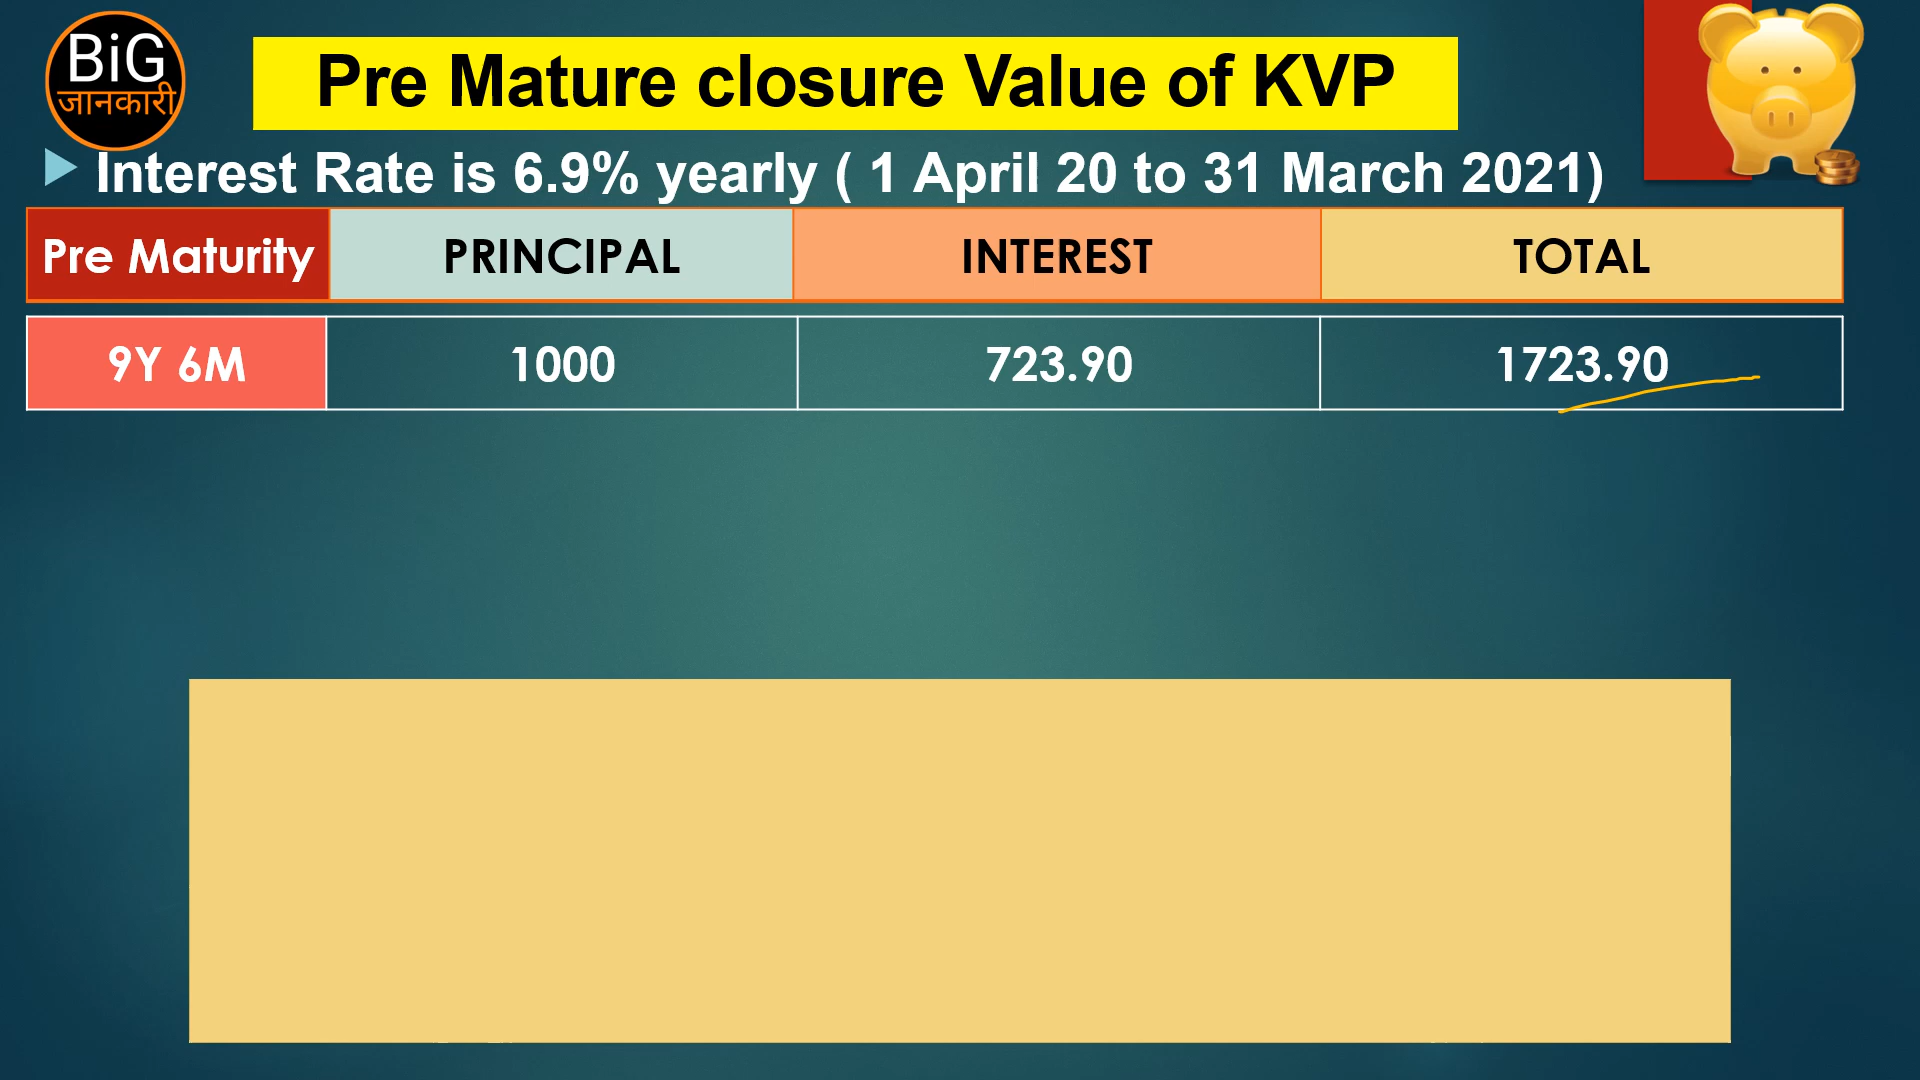 BiG
जानकारी
Pre Mature closure Value of KVP
Interest Rate is 6.9% yearly ( 1 April 20 to 31 March 2021)
Pre Maturity PRINCIPAL INTEREST TOTAL
9Y 6M 1000 723.90 1723.90